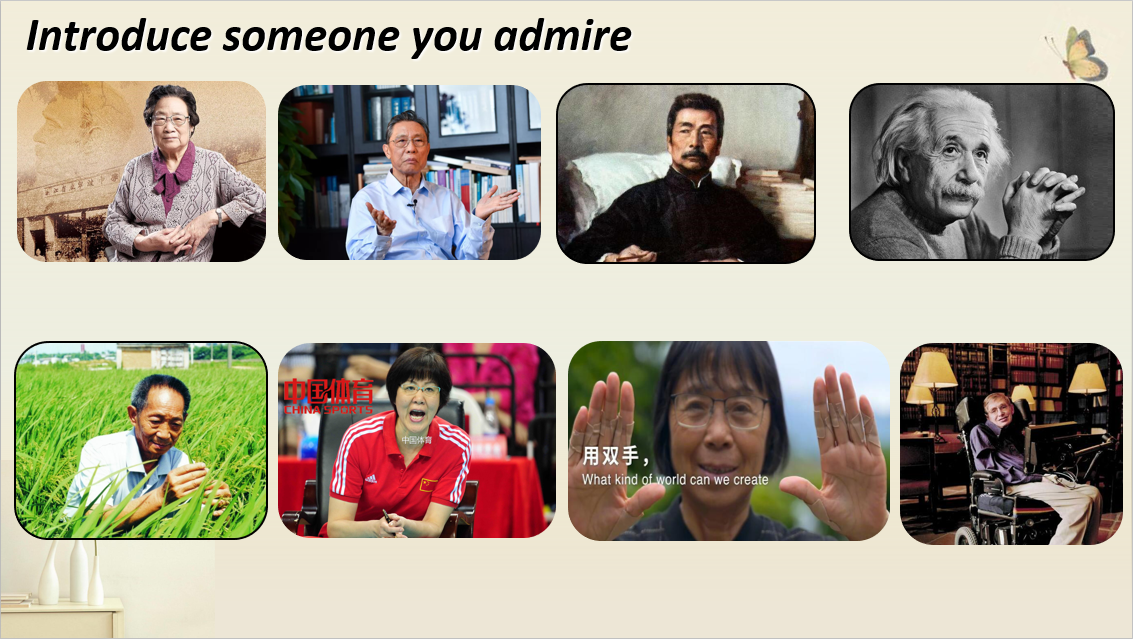 Introduce someone you admire
中国体育
CHINA SPORTS
中国体育
用双手，
What kind of world can we create